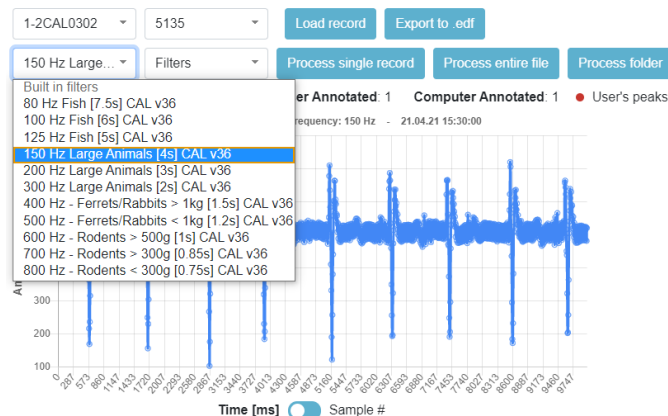 1-2CAL0302 5135 Load record Export to .edf
150 Hz Large... Filters Process single record Process entire file Process folder
Built in filters
80 Hz Fish [7.5s] CAL v36
100 Hz Fish [6s] CAL v36
125 Hz Fish [5s] CAL v36
150 Hz Large Animals [4s] CAL v36
200 Hz Large Animals [3s] CAL v36
300 Hz Large Animals [2s] CAL v36
400 Hz - Ferrets/Rabbits > 1kg [1.5s] CAL v36
500 Hz - Ferrets/Rabbits < 1kg [1.2s] CAL v36
600 Hz - Rodents > 500g [1s] CAL v36
700 Hz - Rodents > 300g [0.85s] CAL v36
800 Hz - Rodents < 300g [0.75s] CAL v36
er Annotated: 1 Computer Annotated: 1 User's peaks
requency: 150 Hz - 21.04.21 15:30:00
300
200
100
0 287 573 860 1147 1433 1720 2007 2293 2580 2867 3153 3440 3727 4013 4300 4587 4873 5160 5447 5733 6020 6307 6593 6880 7167 7453 7740 8027 8313 8600 8887 9173 9460 9747
Time [ms] Sample #